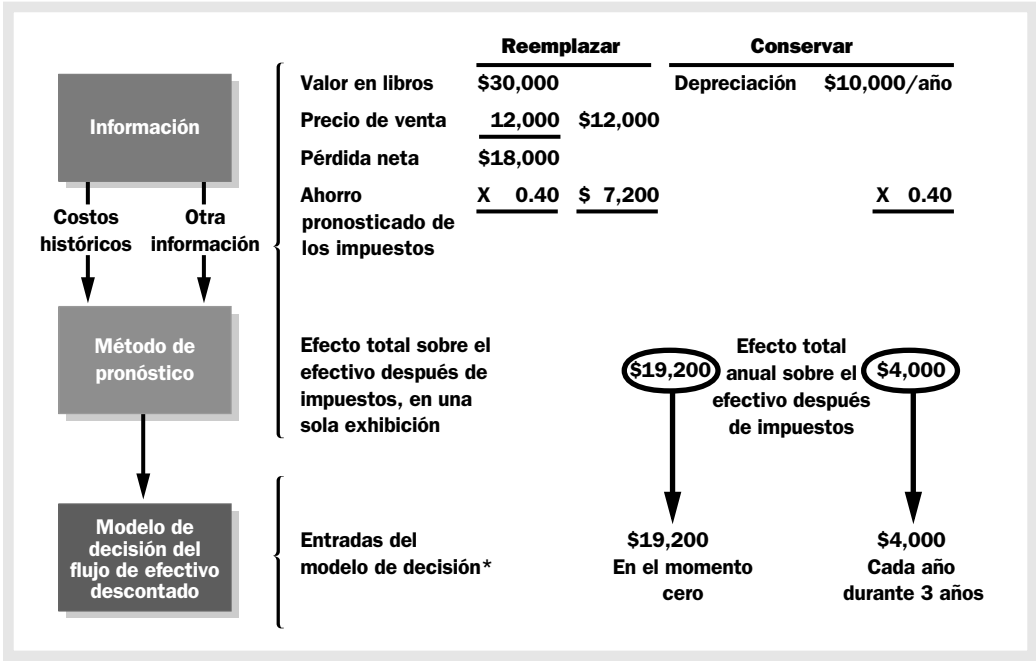 Reemplazar Conservar
Valor en libros $30,000 Depreciación $10,000/año
Información
Precio de venta 12,000 $12,000
Pérdida neta $18,000
Ahorro X 0.40 $ 7,200 X 0.40
pronosticado de
los impuestos
Costos
históricos
Otra
información
Método de
pronóstico
Efecto total sobre el
efectivo después de
impuestos, en una
sola exhibición
$19,200
Efecto total
anual sobre el
efectivo después
de impuestos
$4,000
Modelo de
decisión del
flujo de efectivo
descontado
Entradas del
modelo de decisión*
$19,200
En el momento
cero
$4,000
Cada año
durante 3 años